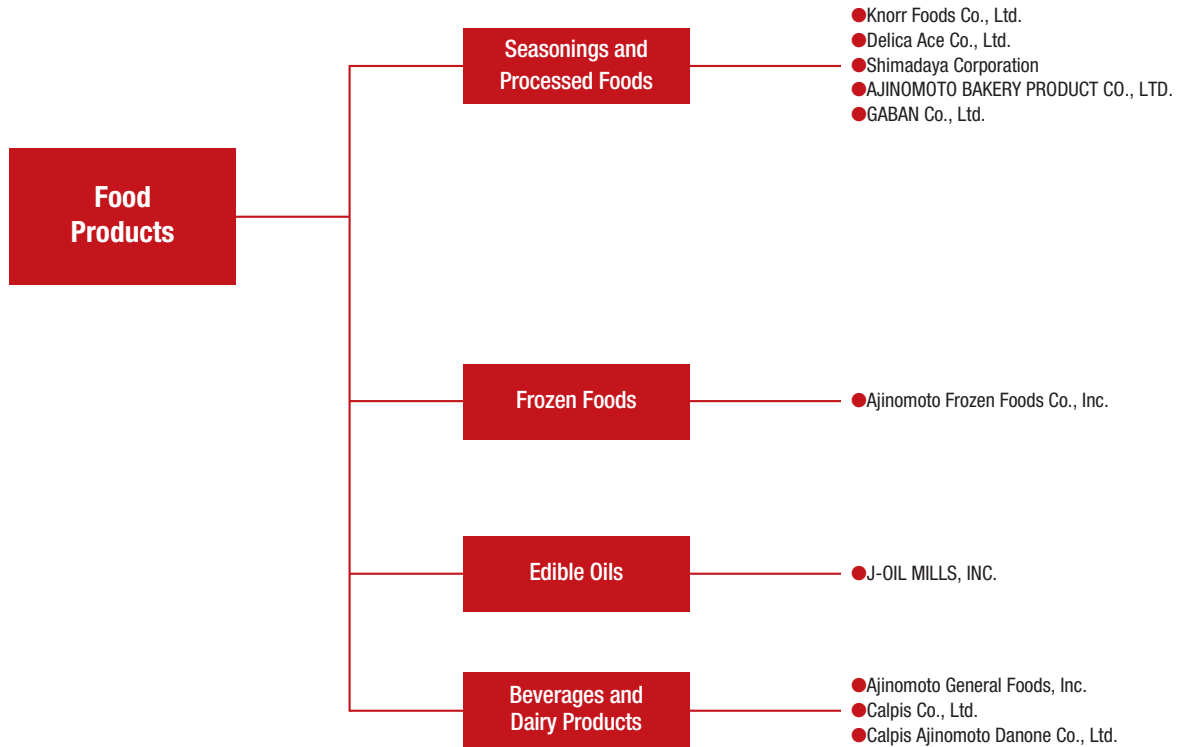 Food
Products
Seasonings and
Processed Foods
●Knorr Foods Co., Ltd.
●Delica Ace Co., Ltd.
●Shimadaya Corporation
●AJINOMOTO BAKERY PRODUCT CO., LTD.
●GABAN Co., Ltd.
Frozen Foods
●Ajinomoto Frozen Foods Co., Inc.
Edible Oils
●J-OIL MILLS, INC.
Beverages and
Dairy Products
●Ajinomoto General Foods, Inc.
●Calpis Co., Ltd.
●Calpis Ajinomoto Danone Co., Ltd.